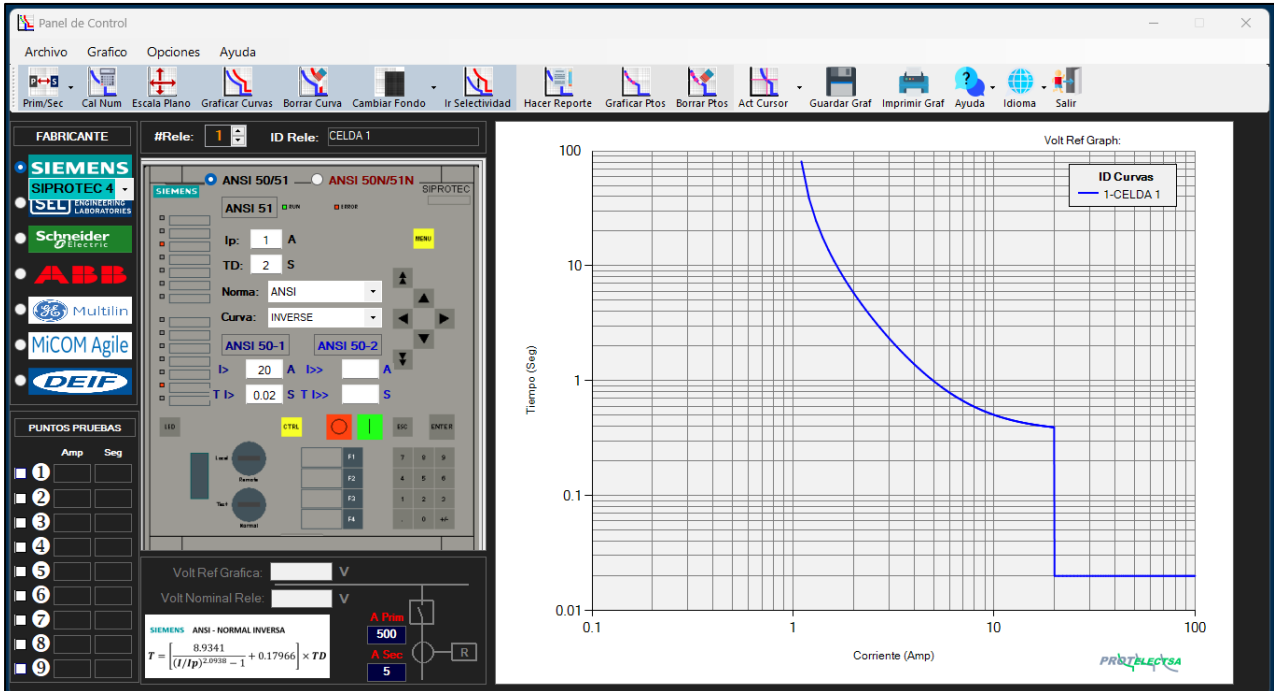 Panel de Control
Archivo Grafico Opciones Ayuda
Prim/Sec Cal Num Escala Plano Graficar Curvas Borrar Curva Cambiar Fondo Ir Selectividad Hacer Reporte Graficar Ptos Borrar Ptos Act Cursor Guardar Graf Imprimir Graf Ayuda Idioma Salir
FABRICANTE
SIEMENS
SIPROTEC 4
SEL ENGINEERING
LABORATORIES
Schneider
Electric
ABB
GE Multilin
MiCOM Agile
DEIF
PUNTOS PRUEBAS
Amp Seg
1
2
3
4
5
6
7
8
9
#Rele: 1 ID Rele: CELDA 1
ANSI 50/51 ANSI 50N/51N
SIEMENS SIPROTEC
ANSI 51 RUN ERROR
Ip: 1 A MENU
TD: 2 S
Norma: ANSI
Curva: INVERSE
ANSI 50-1 ANSI 50-2
I> 20 A I>> A
T I> 0.02 S T I>> S
LED CTRL ESC ENTER
Local F1 7 8 9
Remote F2 4 5 6
Test F3 1 2 3
Normal F4 . 0 +/-
Volt Ref Grafica: V
Volt Nominal Rele: V
SIEMENS ANSI - NORMAL INVERSA
T = [8.9341 / ((I/Ip)^2.0938 − 1) + 0.17966] × TD
A Prim
500
A Sec
5
R
Volt Ref Graph:
ID Curvas
1-CELDA 1
100
10
1
0.1
0.01
Tiempo (Seg)
0.1 1 10 100
Corriente (Amp)
PROTELECTSA